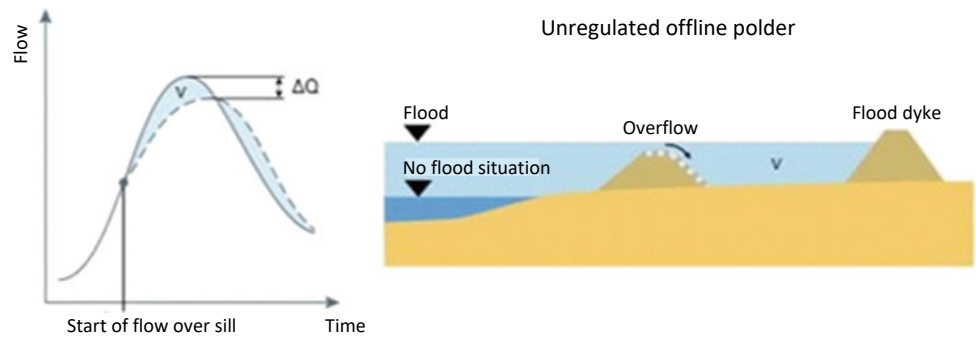 Unregulated offline polder
Flow
V
ΔQ
Start of flow over sill
Time
Flood
Overflow
Flood dyke
No flood situation
V